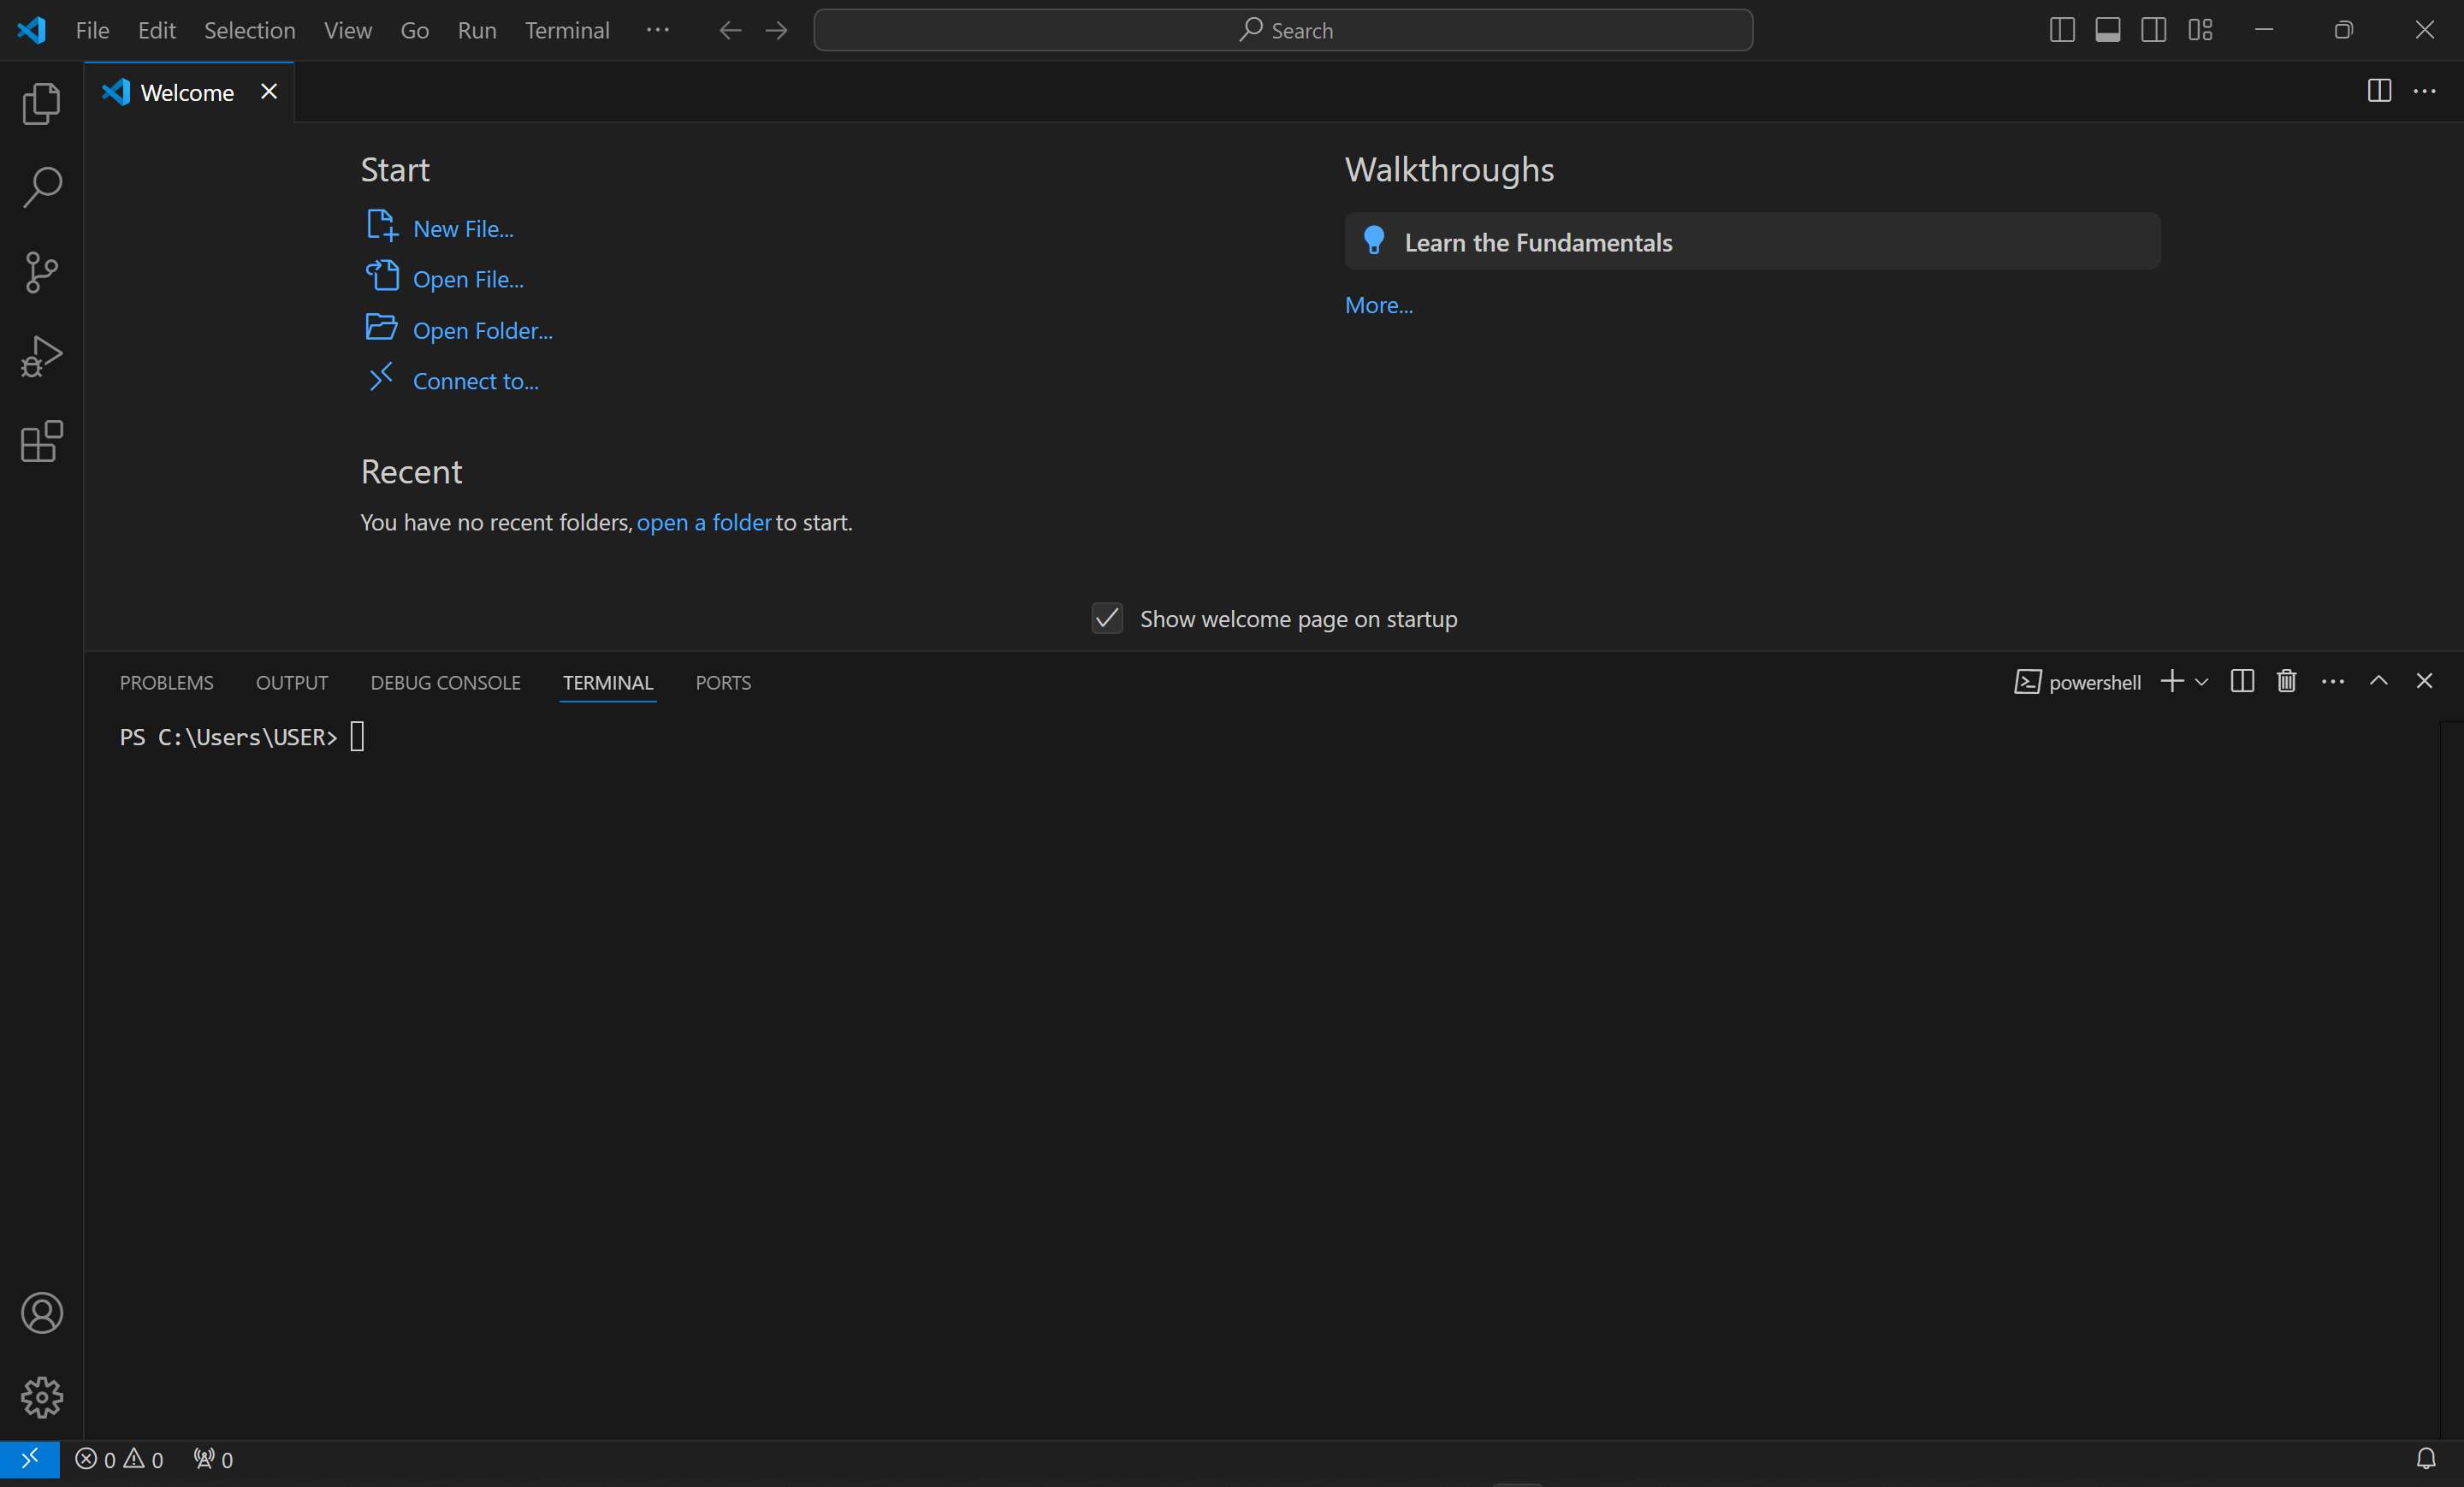 File Edit Selection View Go Run Terminal ··· Search
Welcome
Start
New File...
Open File...
Open Folder...
Connect to...
Recent
You have no recent folders, open a folder to start.
Walkthroughs
Learn the Fundamentals
More...
Show welcome page on startup
PROBLEMS OUTPUT DEBUG CONSOLE TERMINAL PORTS powershell
PS C:\Users\USER>
0 0 0